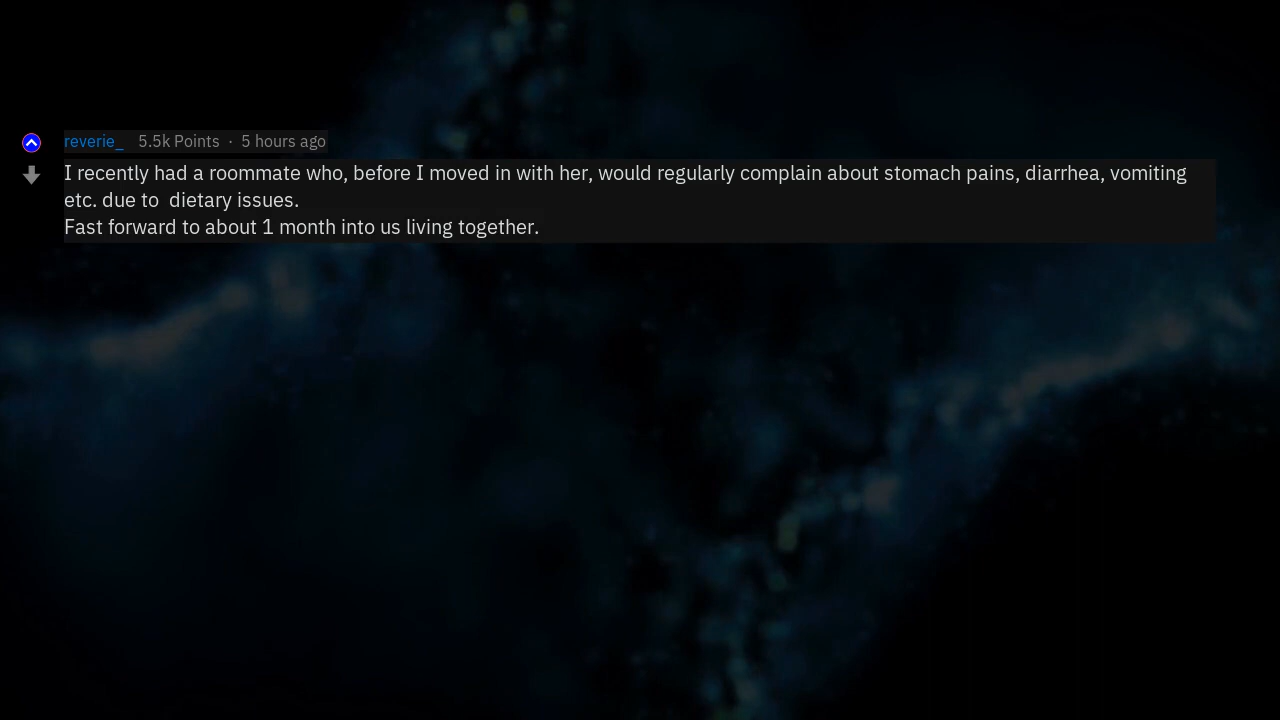 reverie_ 5.5k Points · 5 hours ago
I recently had a roommate who, before I moved in with her, would regularly complain about stomach pains, diarrhea, vomiting
etc. due to  dietary issues.
Fast forward to about 1 month into us living together.